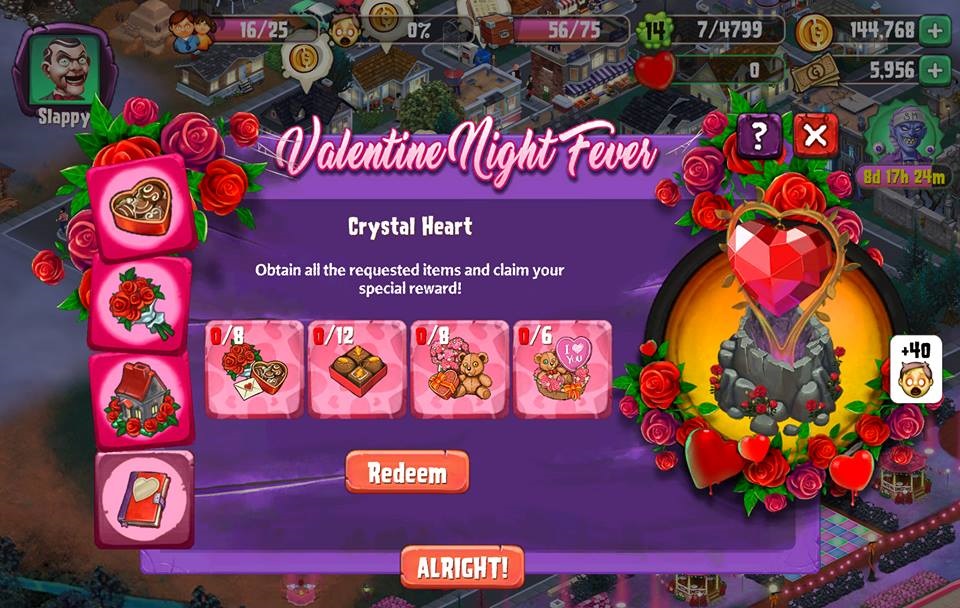 16/25
0%
56/75
14
7/4799
144,768
+
0
5,956
+
Slappy
Valentine Night Fever
?
X
8d 17h 24m
Crystal Heart
Obtain all the requested items and claim your
special reward!
0/8
0/12
0/8
0/6
I ♥
YOU
+40
Redeem
ALRIGHT!